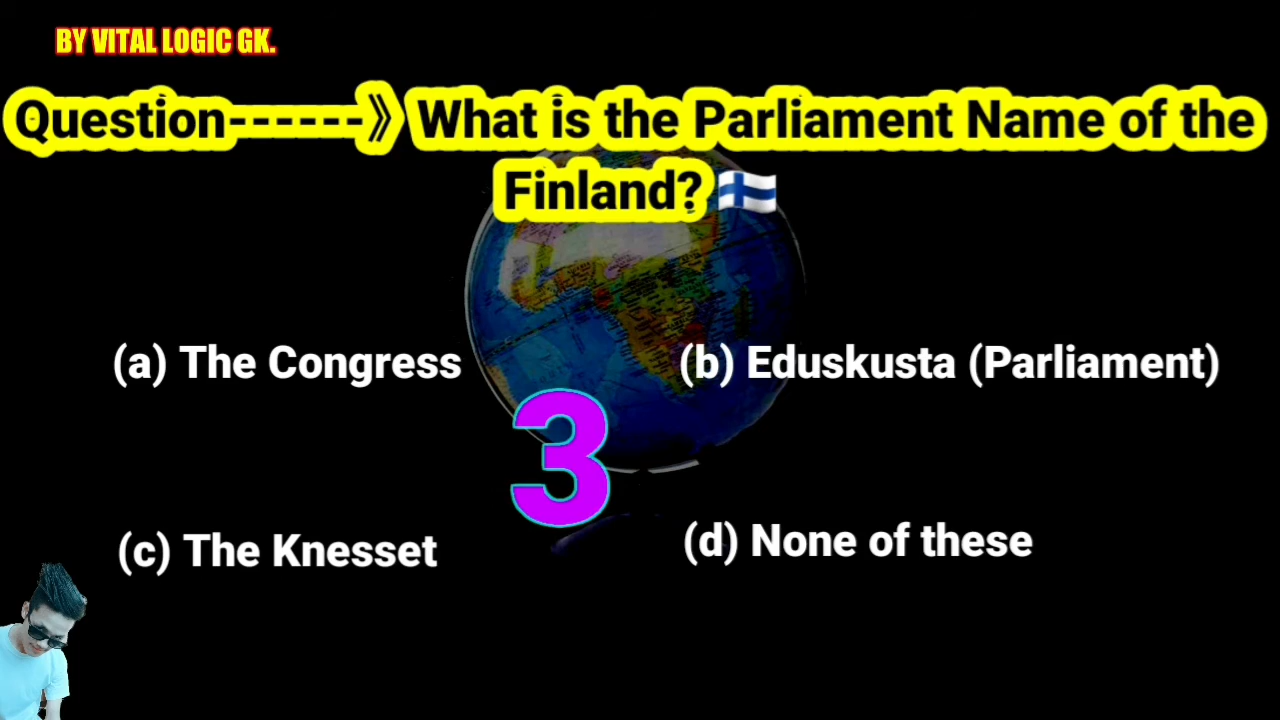 BY VITAL LOGIC GK.
Question------》What is the Parliament Name of the
Finland? 🇫🇮
(a) The Congress
(b) Eduskusta (Parliament)
3
(c) The Knesset
(d) None of these